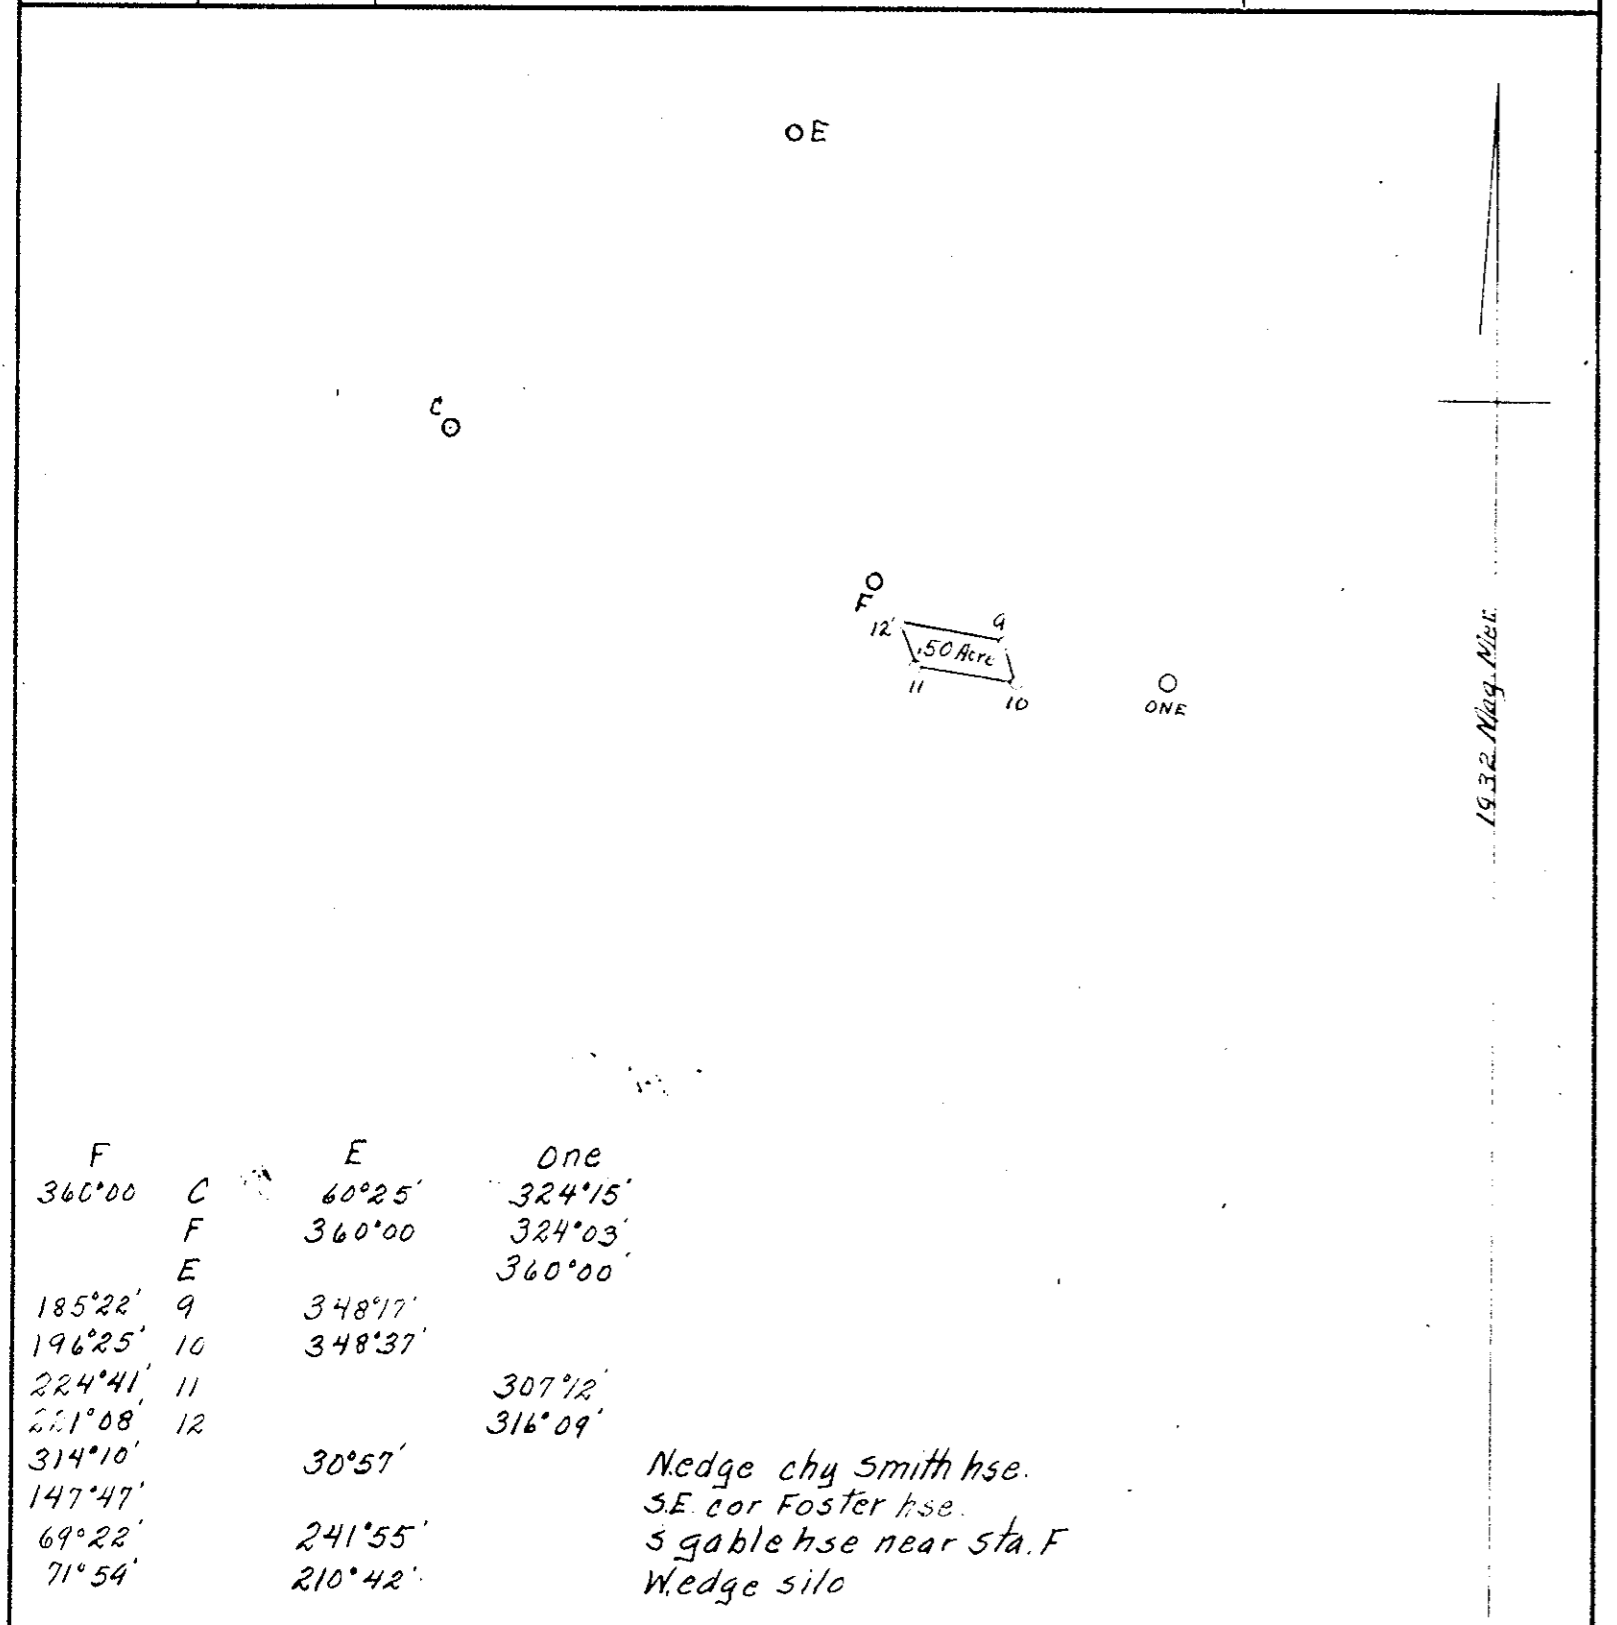 E
C
F
12
9
.50 Acre
11
10
ONE
1932 Mag. Mer.
F E One
360°00 C 60°25' 324°15'
F 360°00 324°03'
E 360°00'
185°22' 9 348°17'
196°25' 10 348°37'
224°41' 11 307°12'
221°08' 12 316°09'
314°10' 30°57' N.edge chy Smith hse.
147°47' S.E. cor Foster hse.
69°22' 241°55' S gable hse near Sta. F
71°54' 210°42' W.edge silo